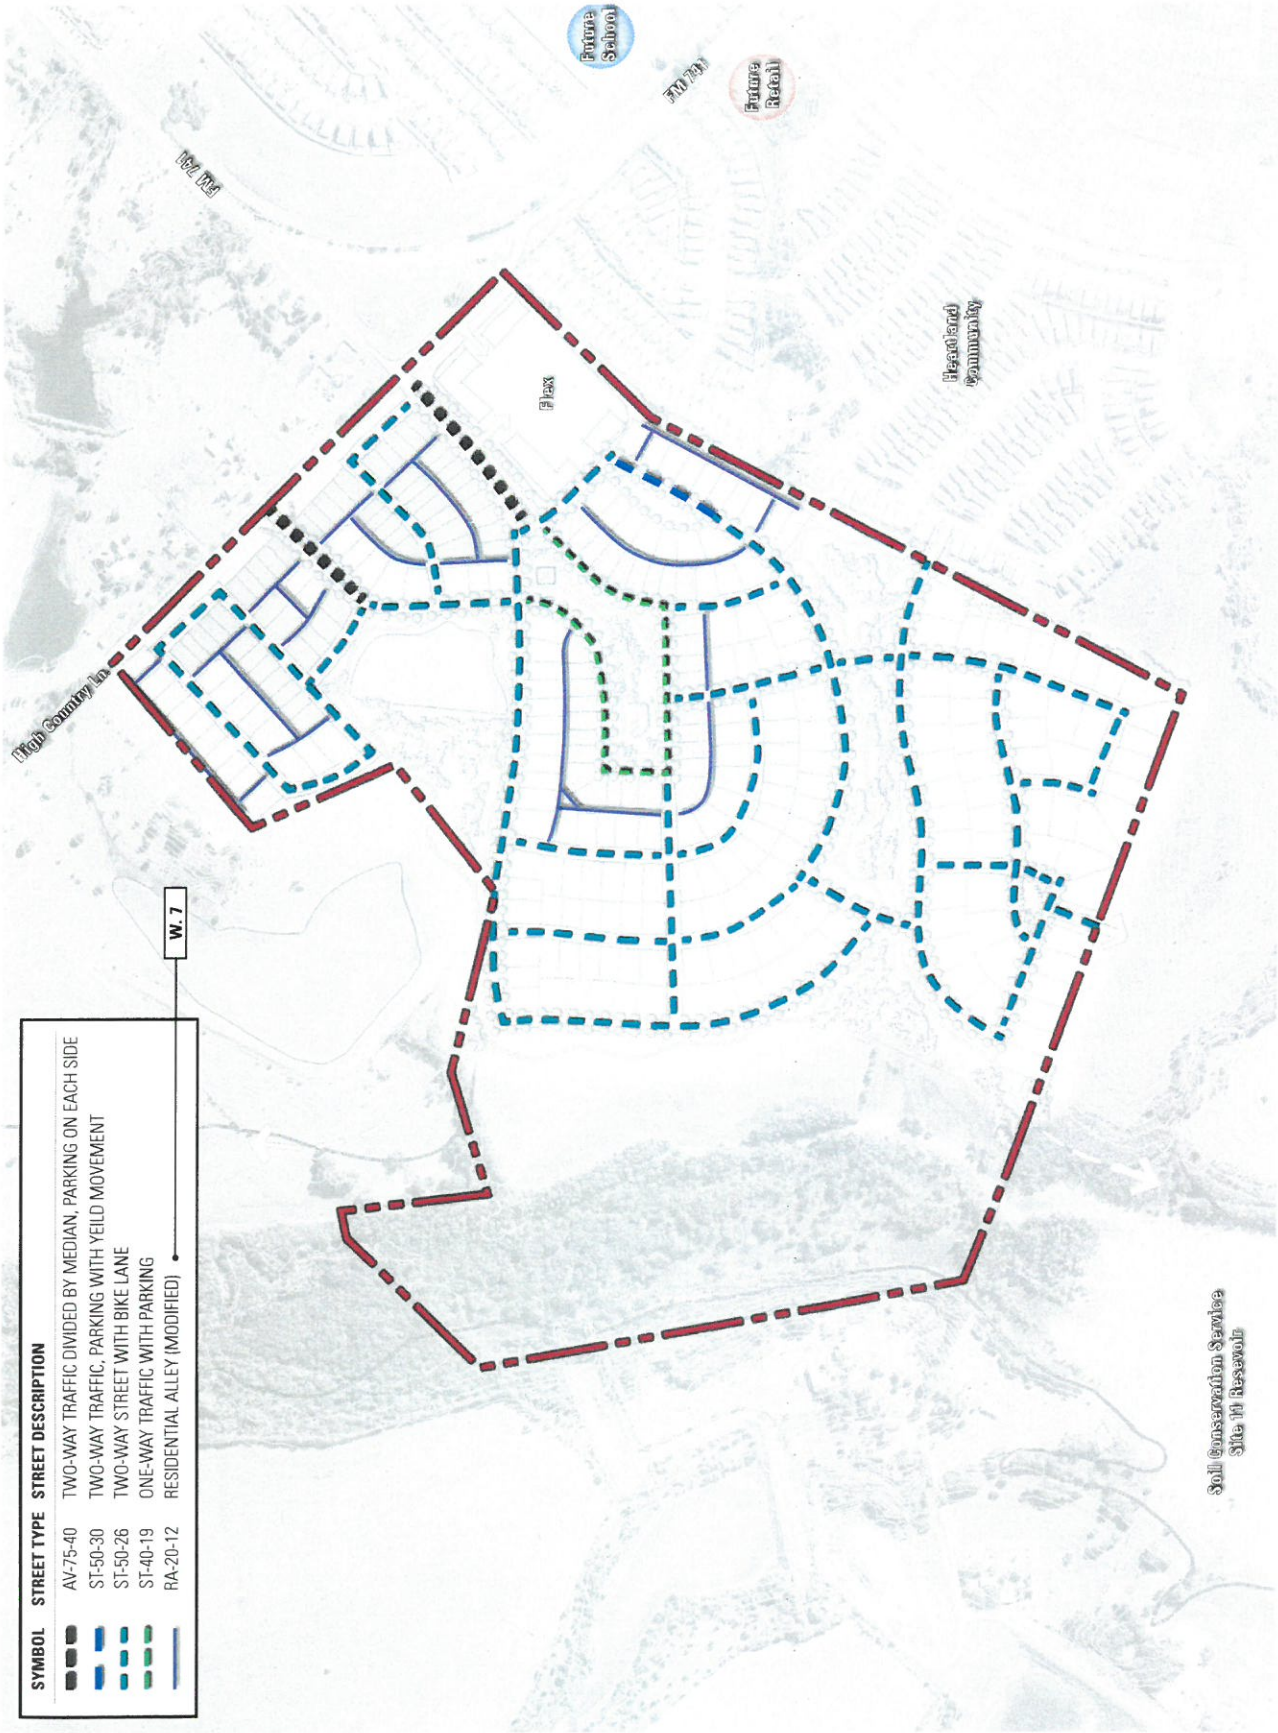 SYMBOL STREET TYPE STREET DESCRIPTION
AV-75-40 TWO-WAY TRAFFIC DIVIDED BY MEDIAN, PARKING ON EACH SIDE
ST-50-30 TWO-WAY TRAFFIC, PARKING WITH YEILD MOVEMENT
ST-50-26 TWO-WAY STREET WITH BIKE LANE
ST-40-19 ONE-WAY TRAFFIC WITH PARKING
RA-20-12 RESIDENTIAL ALLEY (MODIFIED)
W. 7
High Country Ln.
FM 741
Future
School
FM 741
Future
Retail
Flex
Heartland
Community
Soil Conservation Service
Site 11 Resevoir